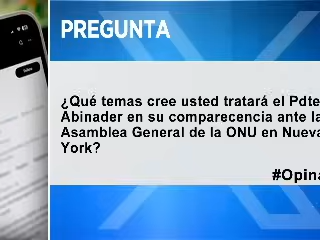 PREGUNTA
¿Qué temas cree usted tratará el Pdte
Abinader en su comparecencia ante la
Asamblea General de la ONU en Nueva
York?
#Opina